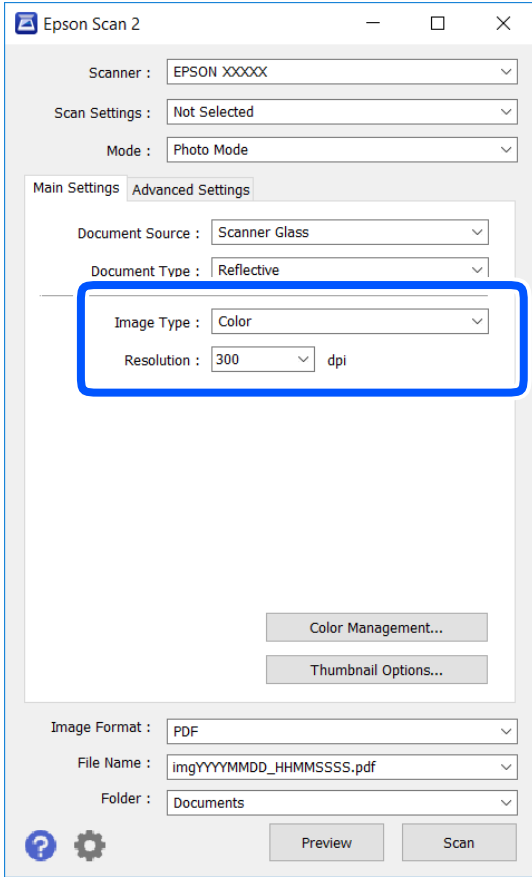 Epson Scan 2
Scanner : EPSON XXXXX
Scan Settings : Not Selected
Mode : Photo Mode
Main Settings Advanced Settings
Document Source : Scanner Glass
Document Type : Reflective
Image Type : Color
Resolution : 300 dpi
Color Management...
Thumbnail Options...
Image Format : PDF
File Name : imgYYYYMMDD_HHMMSSSS.pdf
Folder : Documents
? Preview Scan